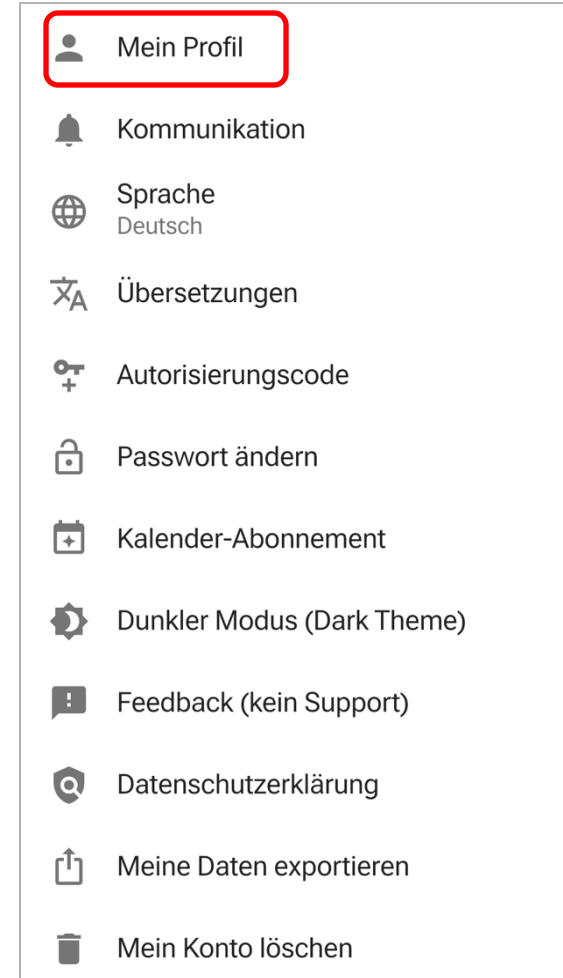 Mein Profil
Kommunikation
Sprache
Deutsch
Übersetzungen
Autorisierungscode
Passwort ändern
Kalender-Abonnement
Dunkler Modus (Dark Theme)
Feedback (kein Support)
Datenschutzerklärung
Meine Daten exportieren
Mein Konto löschen